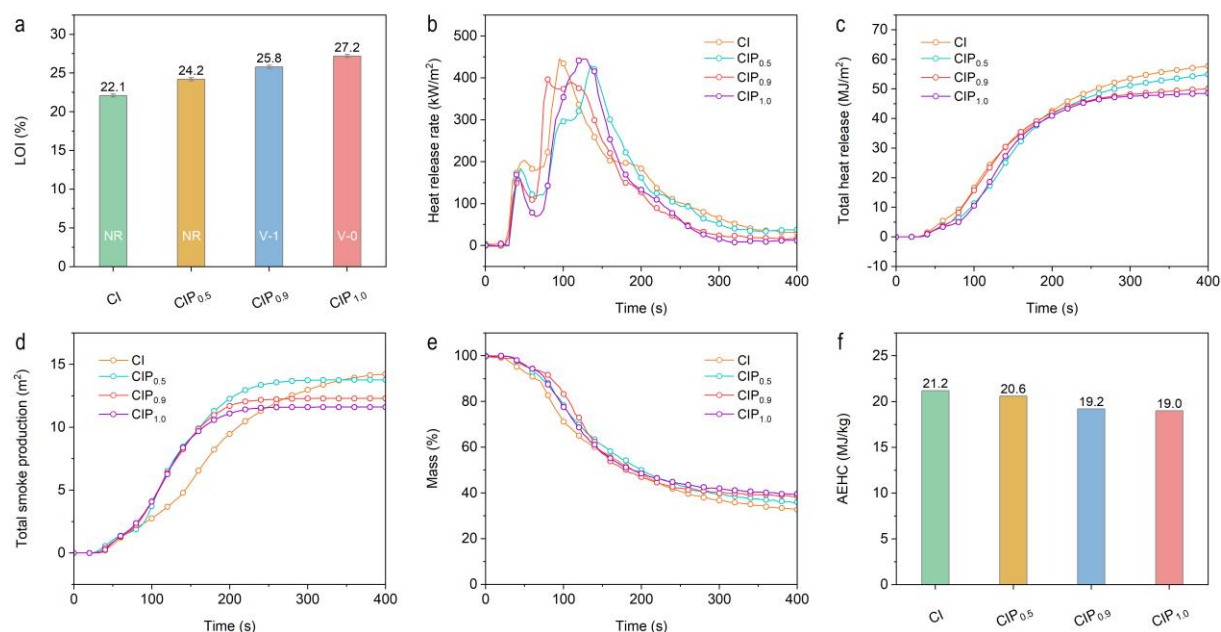 a
LOI (%)
30
25
20
15
10
5
0
22.1
24.2
25.8
27.2
NR
NR
V-1
V-0
CI
CIP0.5
CIP0.9
CIP1.0
b
Heat release rate (kW/m²)
500
450
400
300
200
100
0
0
100
200
300
400
Time (s)
CI
CIP0.5
CIP0.9
CIP1.0
c
Total heat release (MJ/m²)
70
60
50
40
30
20
10
0
-10
0
100
200
300
400
Time (s)
CI
CIP0.5
CIP0.9
CIP1.0
d
Total smoke production (m²)
15
10
5
0
0
100
200
300
400
Time (s)
CI
CIP0.5
CIP0.9
CIP1.0
e
Mass (%)
100
80
60
40
20
0
0
100
200
300
400
Time (s)
CI
CIP0.5
CIP0.9
CIP1.0
f
AEHC (MJ/kg)
25
20
15
10
5
0
21.2
20.6
19.2
19.0
CI
CIP0.5
CIP0.9
CIP1.0